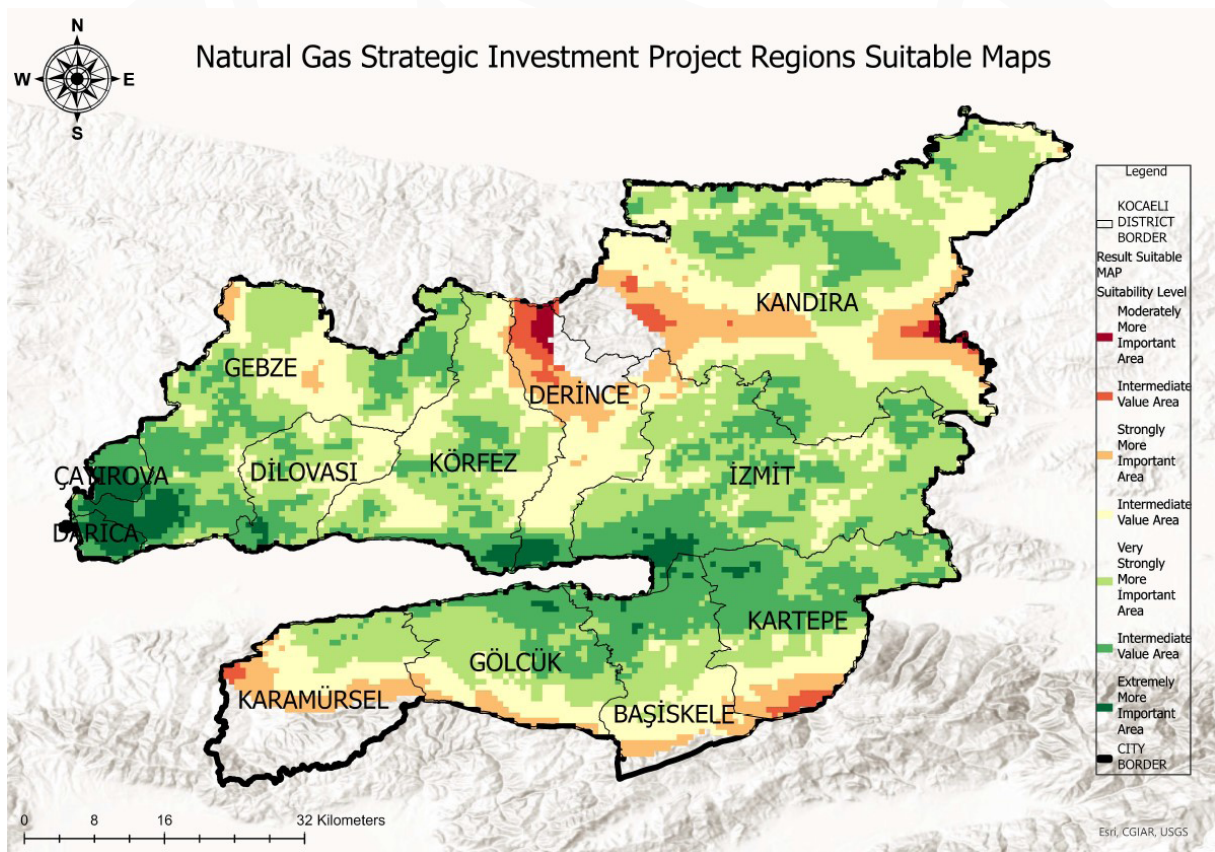 N
Natural Gas Strategic Investment Project Regions Suitable Maps
W E
S
Legend
KOCAELI
DISTRICT
BORDER
Result Suitable
MAP
Suitability Level
Moderately
More
Important
Area
Intermediate
Value Area
Strongly
More
Important
Area
Intermediate
Value Area
Very
Strongly
More
Important
Area
Intermediate
Value Area
Extremely
More
Important
Area
CITY
BORDER
KANDIRA
GEBZE
DERİNCE
ÇAYIROVA
DİLOVASI
KÖRFEZ
İZMİT
DARICA
KARTEPE
GÖLCÜK
KARAMÜRSEL
BAŞİSKELE
0 8 16 32 Kilometers
Esri, CGIAR, USGS